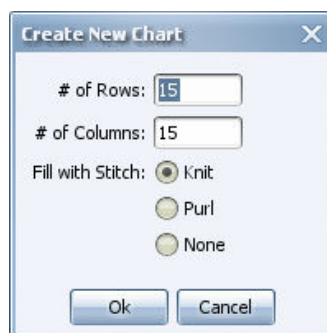 Create New Chart
# of Rows: 15
# of Columns: 15
Fill with Stitch: Knit
Purl
None
Ok Cancel